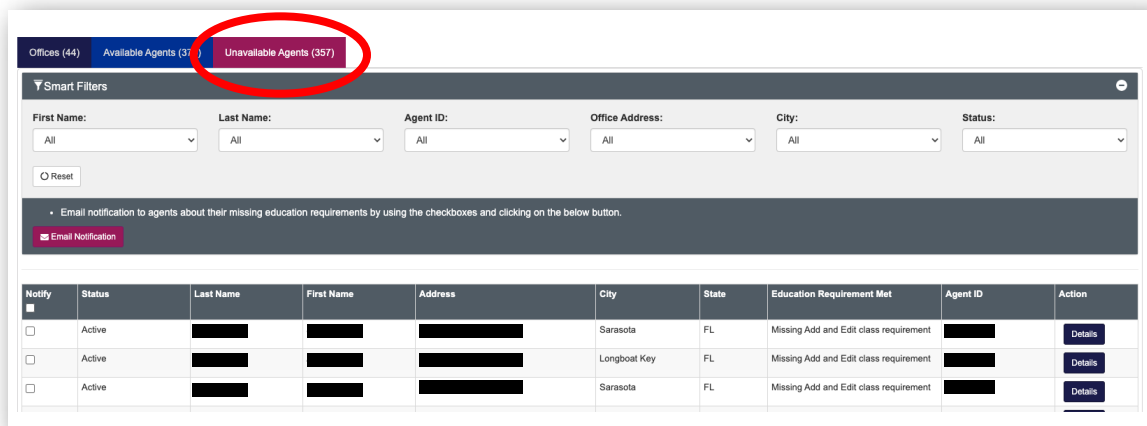 Offices (44) Available Agents (37 ) Unavailable Agents (357)
Smart Filters
First Name: Last Name: Agent ID: Office Address: City: Status:
All All All All All All
Reset
• Email notification to agents about their missing education requirements by using the checkboxes and clicking on the below button.
Email Notification
Notify Status Last Name First Name Address City State Education Requirement Met Agent ID Action
Active Sarasota FL Missing Add and Edit class requirement Details
Active Longboat Key FL Missing Add and Edit class requirement Details
Active Sarasota FL Missing Add and Edit class requirement Details